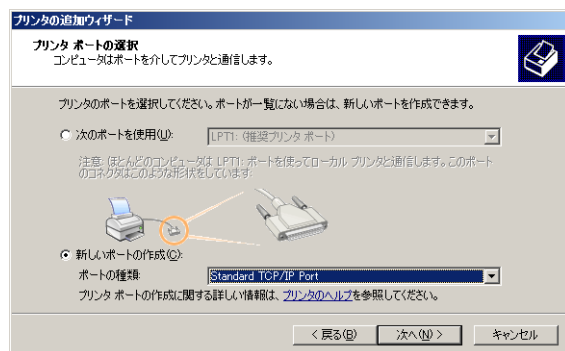 プリンタの追加ウィザード
プリンタ ポートの選択
コンピュータはポートを介してプリンタと通信します。
プリンタのポートを選択してください。ポートが一覧にない場合は、新しいポートを作成できます。
次のポートを使用(U):
LPT1: (推奨プリンタ ポート)
注意: ほとんどのコンピュータは LPT1: ポートを使ってローカル プリンタと通信します。このポート
のコネクタはこのような形状をしています:
新しいポートの作成(C):
ポートの種類:
Standard TCP/IP Port
プリンタ ポートの作成に関する詳しい情報は、プリンタのヘルプを参照してください。
< 戻る(B)
次へ(N) >
キャンセル